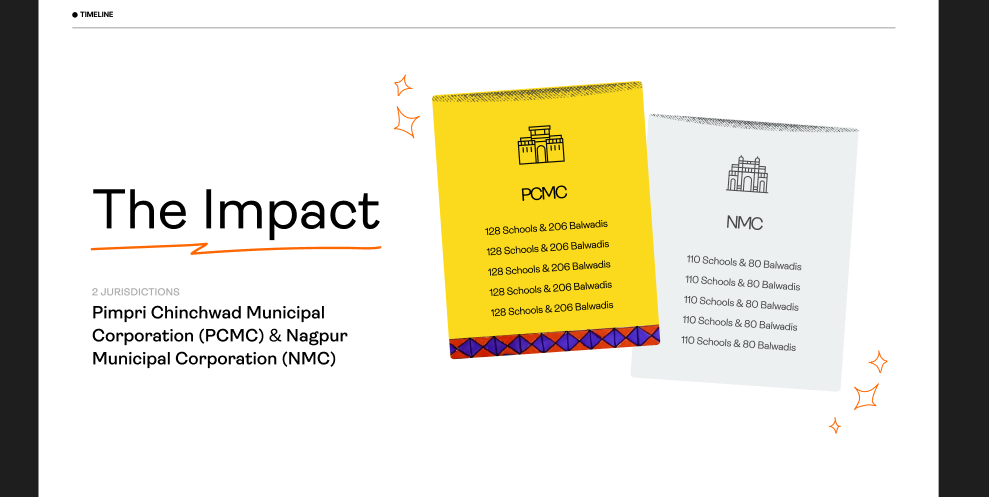 TIMELINE
The Impact
2 JURISDICTIONS
Pimpri Chinchwad Municipal
Corporation (PCMC) & Nagpur
Municipal Corporation (NMC)
PCMC
128 Schools & 206 Balwadis
128 Schools & 206 Balwadis
128 Schools & 206 Balwadis
128 Schools & 206 Balwadis
128 Schools & 206 Balwadis
NMC
110 Schools & 80 Balwadis
110 Schools & 80 Balwadis
110 Schools & 80 Balwadis
110 Schools & 80 Balwadis
110 Schools & 80 Balwadis